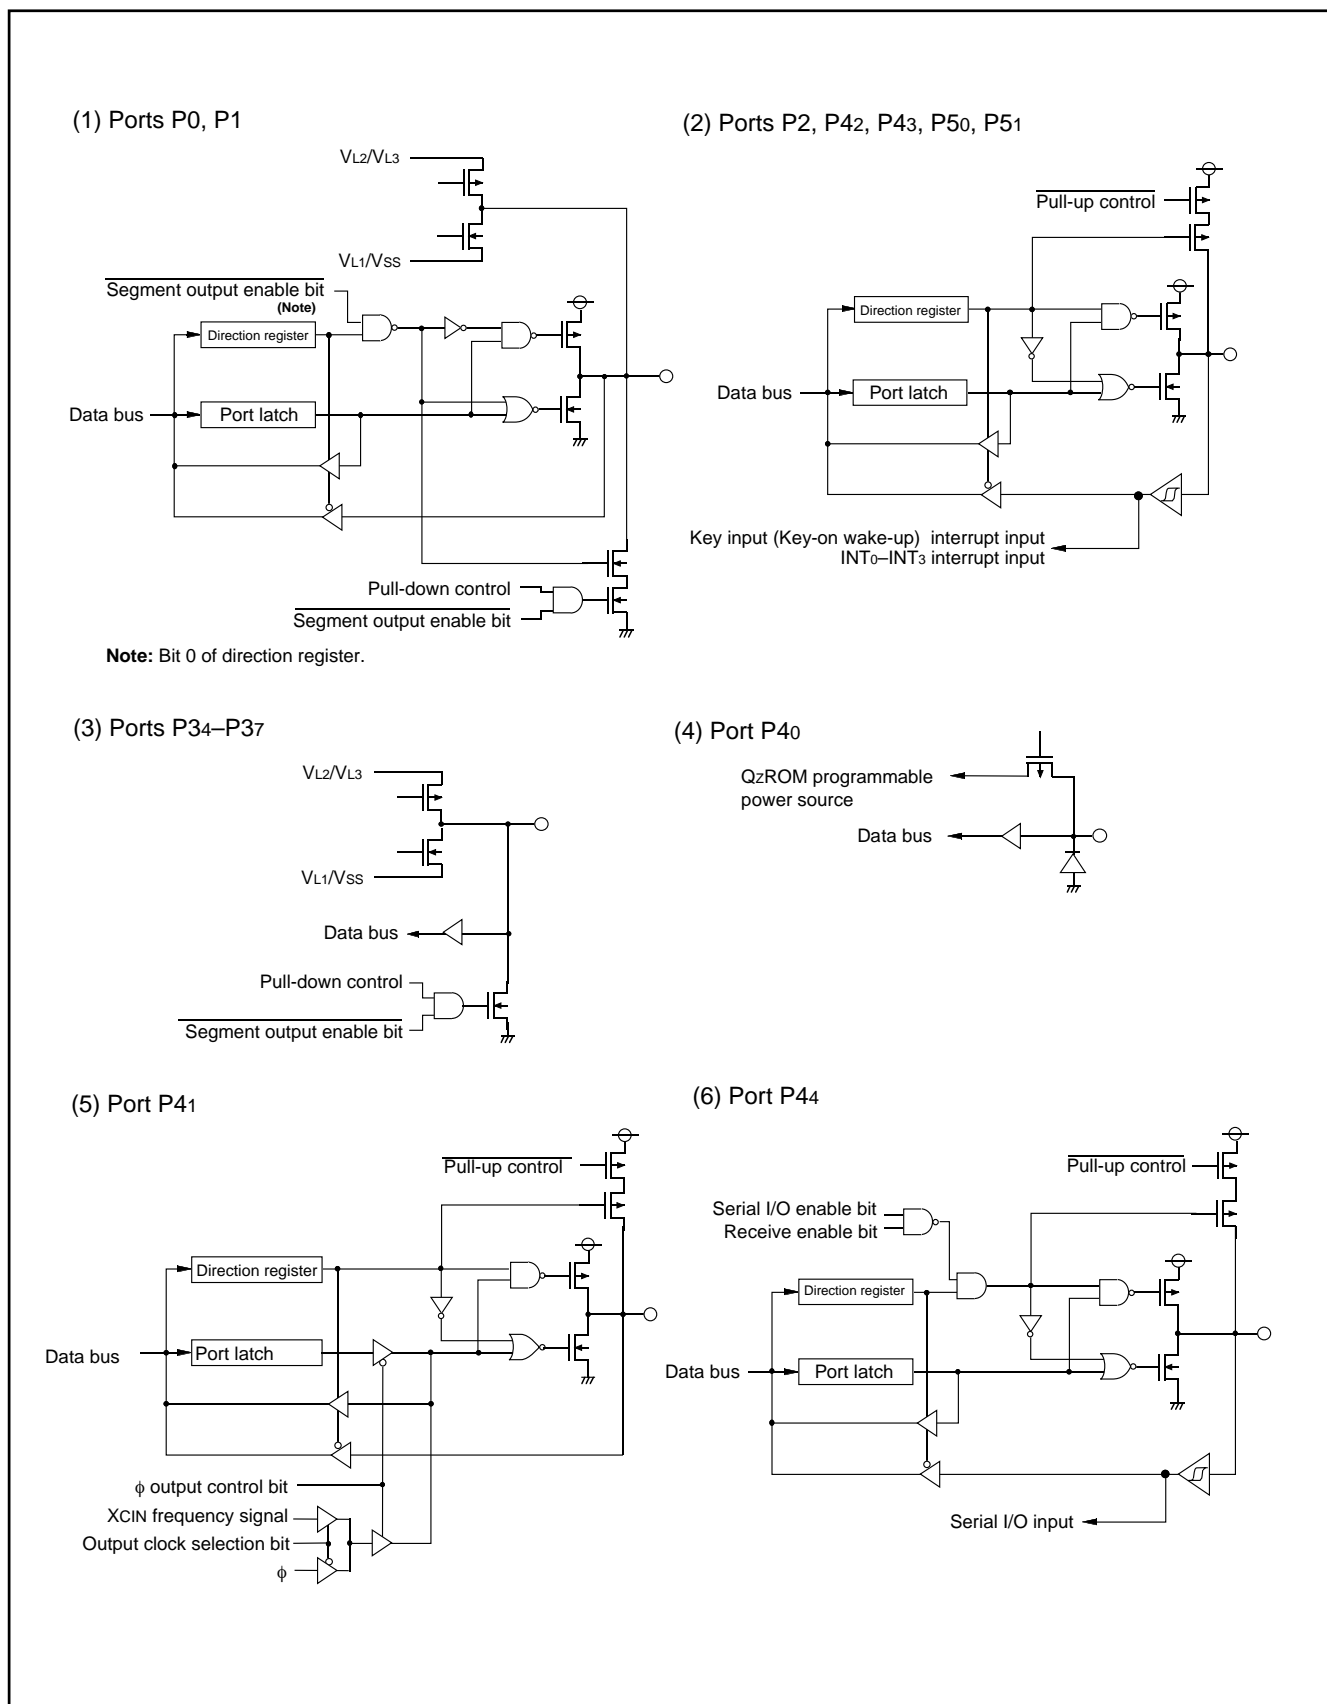 (1) Ports P0, P1
VL2/VL3
VL1/VSS
Segment output enable bit
(Note)
Direction register
Data bus
Port latch
Pull-down control
Segment output enable bit
Note: Bit 0 of direction register.
(2) Ports P2, P42, P43, P50, P51
Pull-up control
Direction register
Data bus
Port latch
Key input (Key-on wake-up) interrupt input
INT0–INT3 interrupt input
(3) Ports P34–P37
VL2/VL3
VL1/VSS
Data bus
Pull-down control
Segment output enable bit
(4) Port P40
QzROM programmable
power source
Data bus
(5) Port P41
Pull-up control
Direction register
Data bus
Port latch
ϕ output control bit
XCIN frequency signal
Output clock selection bit
ϕ
(6) Port P44
Pull-up control
Serial I/O enable bit
Receive enable bit
Direction register
Data bus
Port latch
Serial I/O input